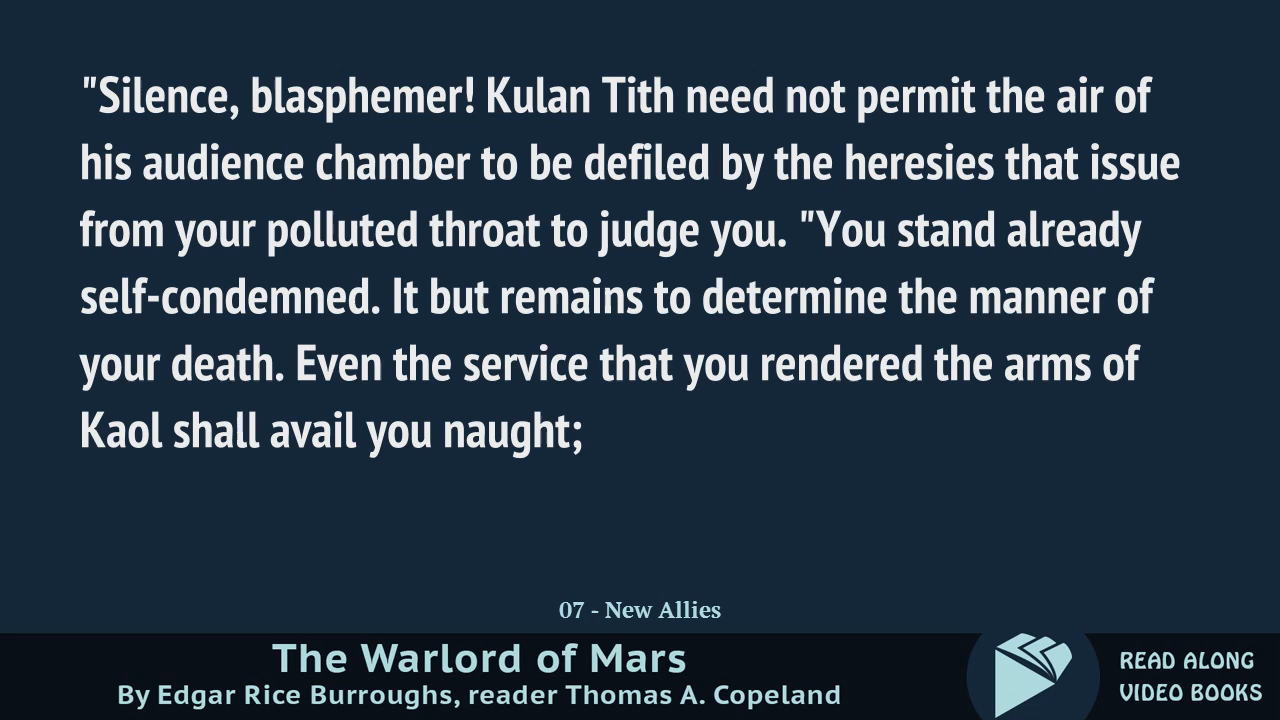 "Silence, blasphemer! Kulan Tith need not permit the air of
his audience chamber to be defiled by the heresies that issue
from your polluted throat to judge you. "You stand already
self-condemned. It but remains to determine the manner of
your death. Even the service that you rendered the arms of
Kaol shall avail you naught;
07 - New Allies
The Warlord of Mars
By Edgar Rice Burroughs, reader Thomas A. Copeland
READ ALONG
VIDEO BOOKS